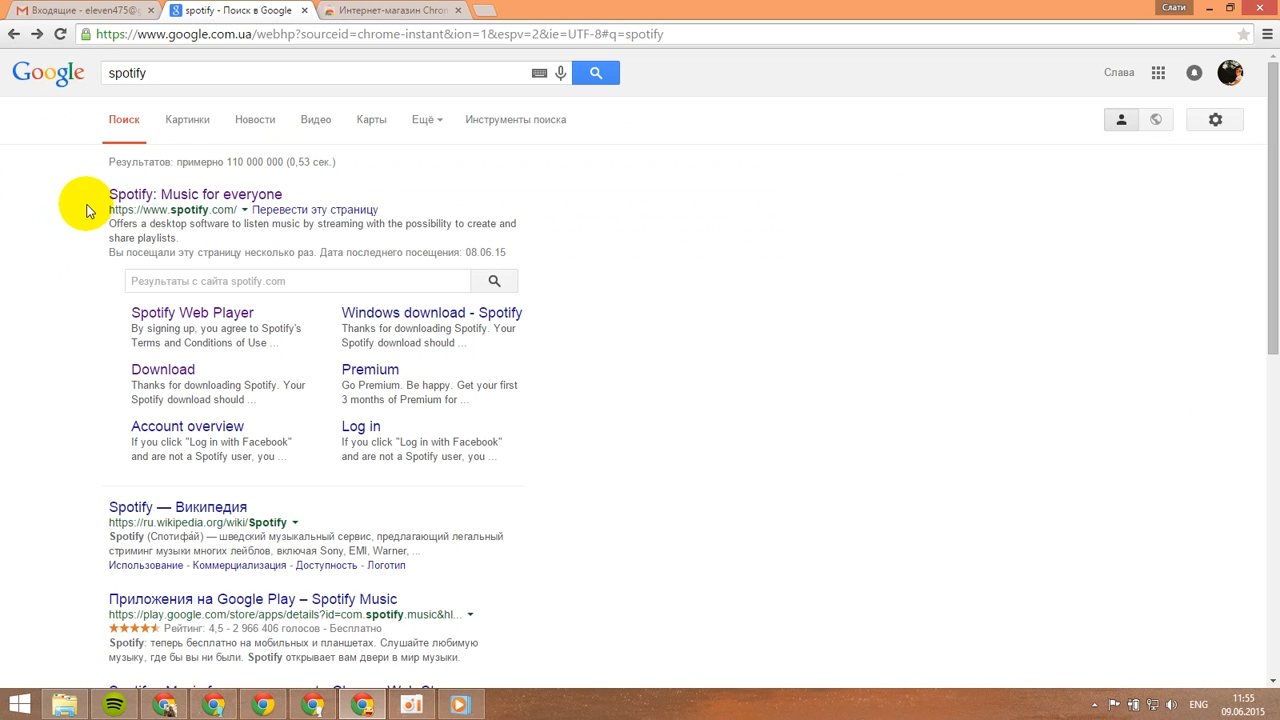 Входящие - eleven475@g
spotify - Поиск в Google
Интернет-магазин Chron
Слати
https://www.google.com.ua/webhp?sourceid=chrome-instant&ion=1&espv=2&ie=UTF-8#q=spotify
Google
spotify
Слава
Поиск
Картинки
Новости
Видео
Карты
Ещё
Инструменты поиска
Результатов: примерно 110 000 000 (0,53 сек.)
Spotify: Music for everyone
https://www.spotify.com/ Перевести эту страницу
Offers a desktop software to listen music by streaming with the possibility to create and
share playlists.
Вы посещали эту страницу несколько раз. Дата последнего посещения: 08.06.15
Результаты с сайта spotify.com
Spotify Web Player
By signing up, you agree to Spotify's
Terms and Conditions of Use ...
Windows download - Spotify
Thanks for downloading Spotify. Your
Spotify download should ...
Download
Thanks for downloading Spotify. Your
Spotify download should ...
Premium
Go Premium. Be happy. Get your first
3 months of Premium for ...
Account overview
If you click "Log in with Facebook"
and are not a Spotify user, you ...
Log in
If you click "Log in with Facebook"
and are not a Spotify user, you ...
Spotify — Википедия
https://ru.wikipedia.org/wiki/Spotify
Spotify (Спотифáй) — шведский музыкальный сервис, предлагающий легальный
стриминг музыки многих лейблов, включая Sony, EMI, Warner, ...
Использование - Коммерциализация - Доступность - Логотип
Приложения на Google Play – Spotify Music
https://play.google.com/store/apps/details?id=com.spotify.music&hl...
Рейтинг: 4,5 - 2 966 406 голосов - Бесплатно
Spotify: теперь бесплатно на мобильных и планшетах. Слушайте любимую
музыку, где бы вы ни были. Spotify открывает вам двери в мир музыки.
ENG
11:55
09.06.2015